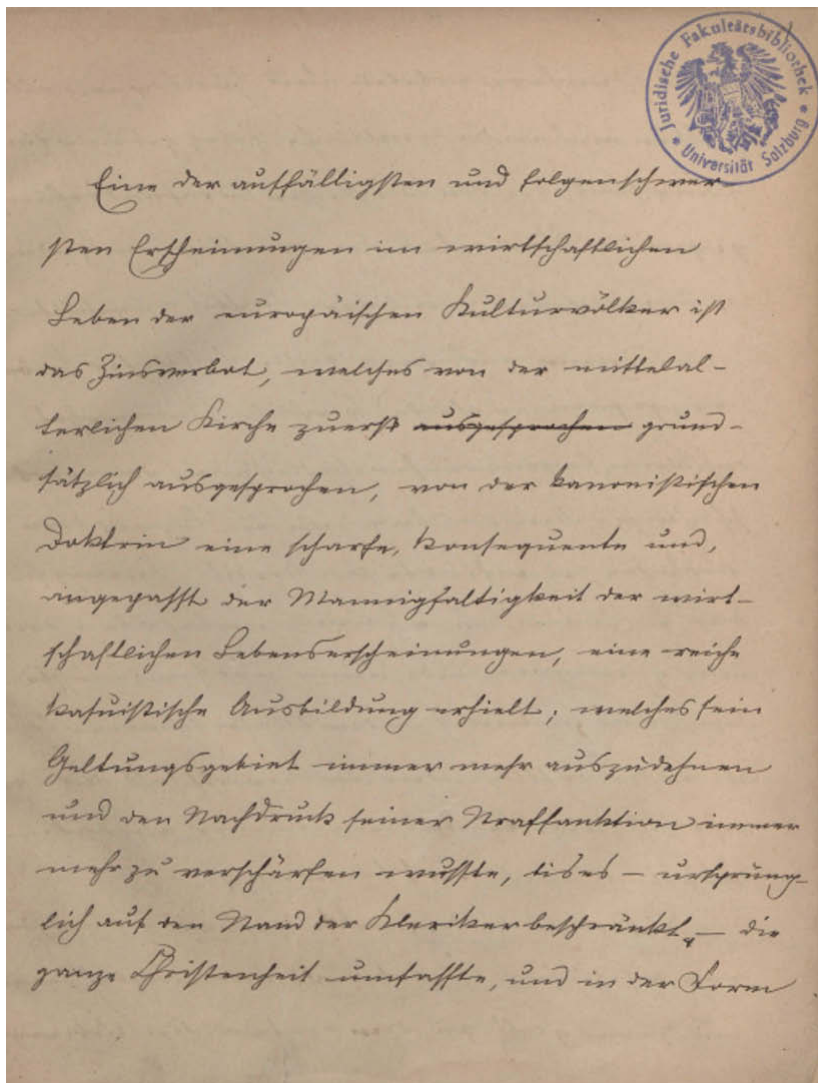 Juridische Fakultätsbibliothek
Universität Salzburg
Eine der auffälligsten und folgenschwer
sten Erscheinungen im wirtschaftlichen
Leben der europäischen Kulturvölker ist
das Zinsverbot, welches von der mittelal-
terlichen Kirche zuerst ausgesprochen grund-
sätzlich ausgesprochen, von der kanonistischen
Doktrin eine scharfe, konsequente und,
angepasst der Mannigfaltigkeit der wirt-
schaftlichen Lebenserscheinungen, eine reiche
kasuistische Ausbildung erhielt; welches sein
Geltungsgebiet immer mehr auszudehnen
und den Nachdruck seiner Strafsanktion immer
mehr zu verschärfen wusste, bis es – ursprüng-
lich auf den Stand der Kleriker beschränkt, – die
ganze Christenheit umfasste, und in der Form